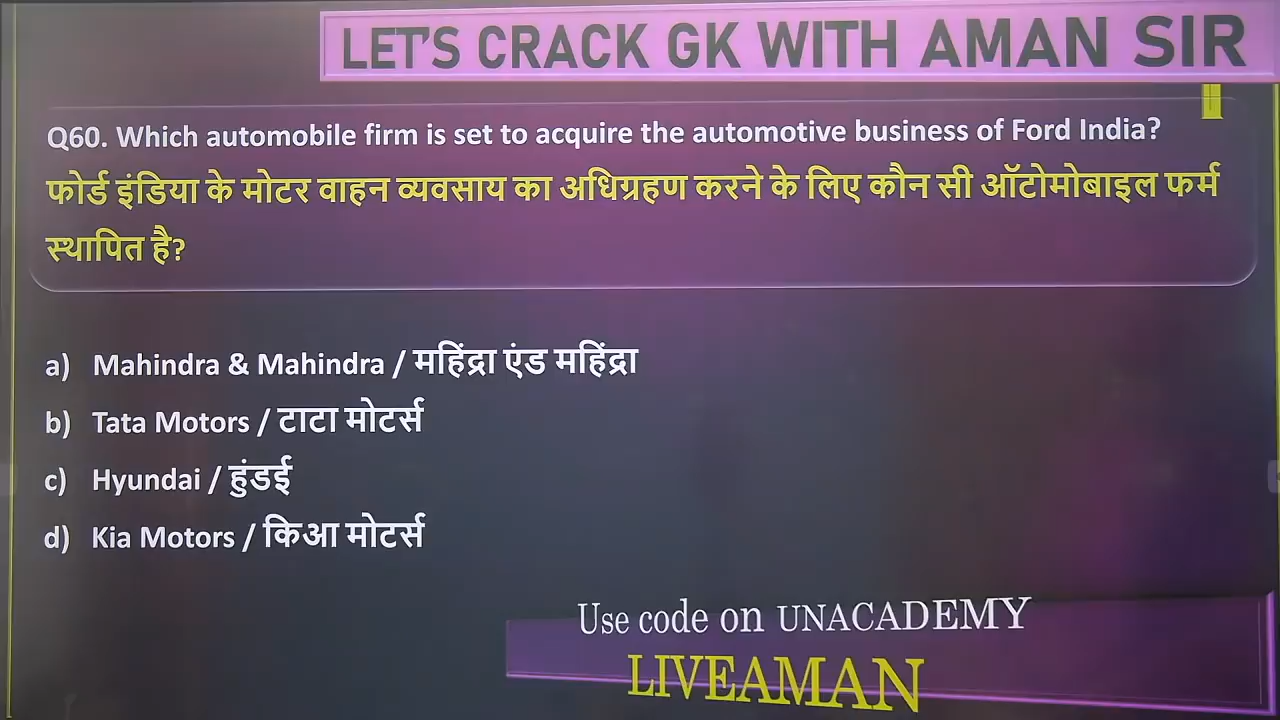 LET'S CRACK GK WITH AMAN SIR
Q60. Which automobile firm is set to acquire the automotive business of Ford India?
फोर्ड इंडिया के मोटर वाहन व्यवसाय का अधिग्रहण करने के लिए कौन सी ऑटोमोबाइल फर्म
स्थापित है?
a) Mahindra & Mahindra / महिंद्रा एंड महिंद्रा
b) Tata Motors / टाटा मोटर्स
c) Hyundai / हुंडई
d) Kia Motors / किआ मोटर्स
Use code on UNACADEMY
LIVEAMAN